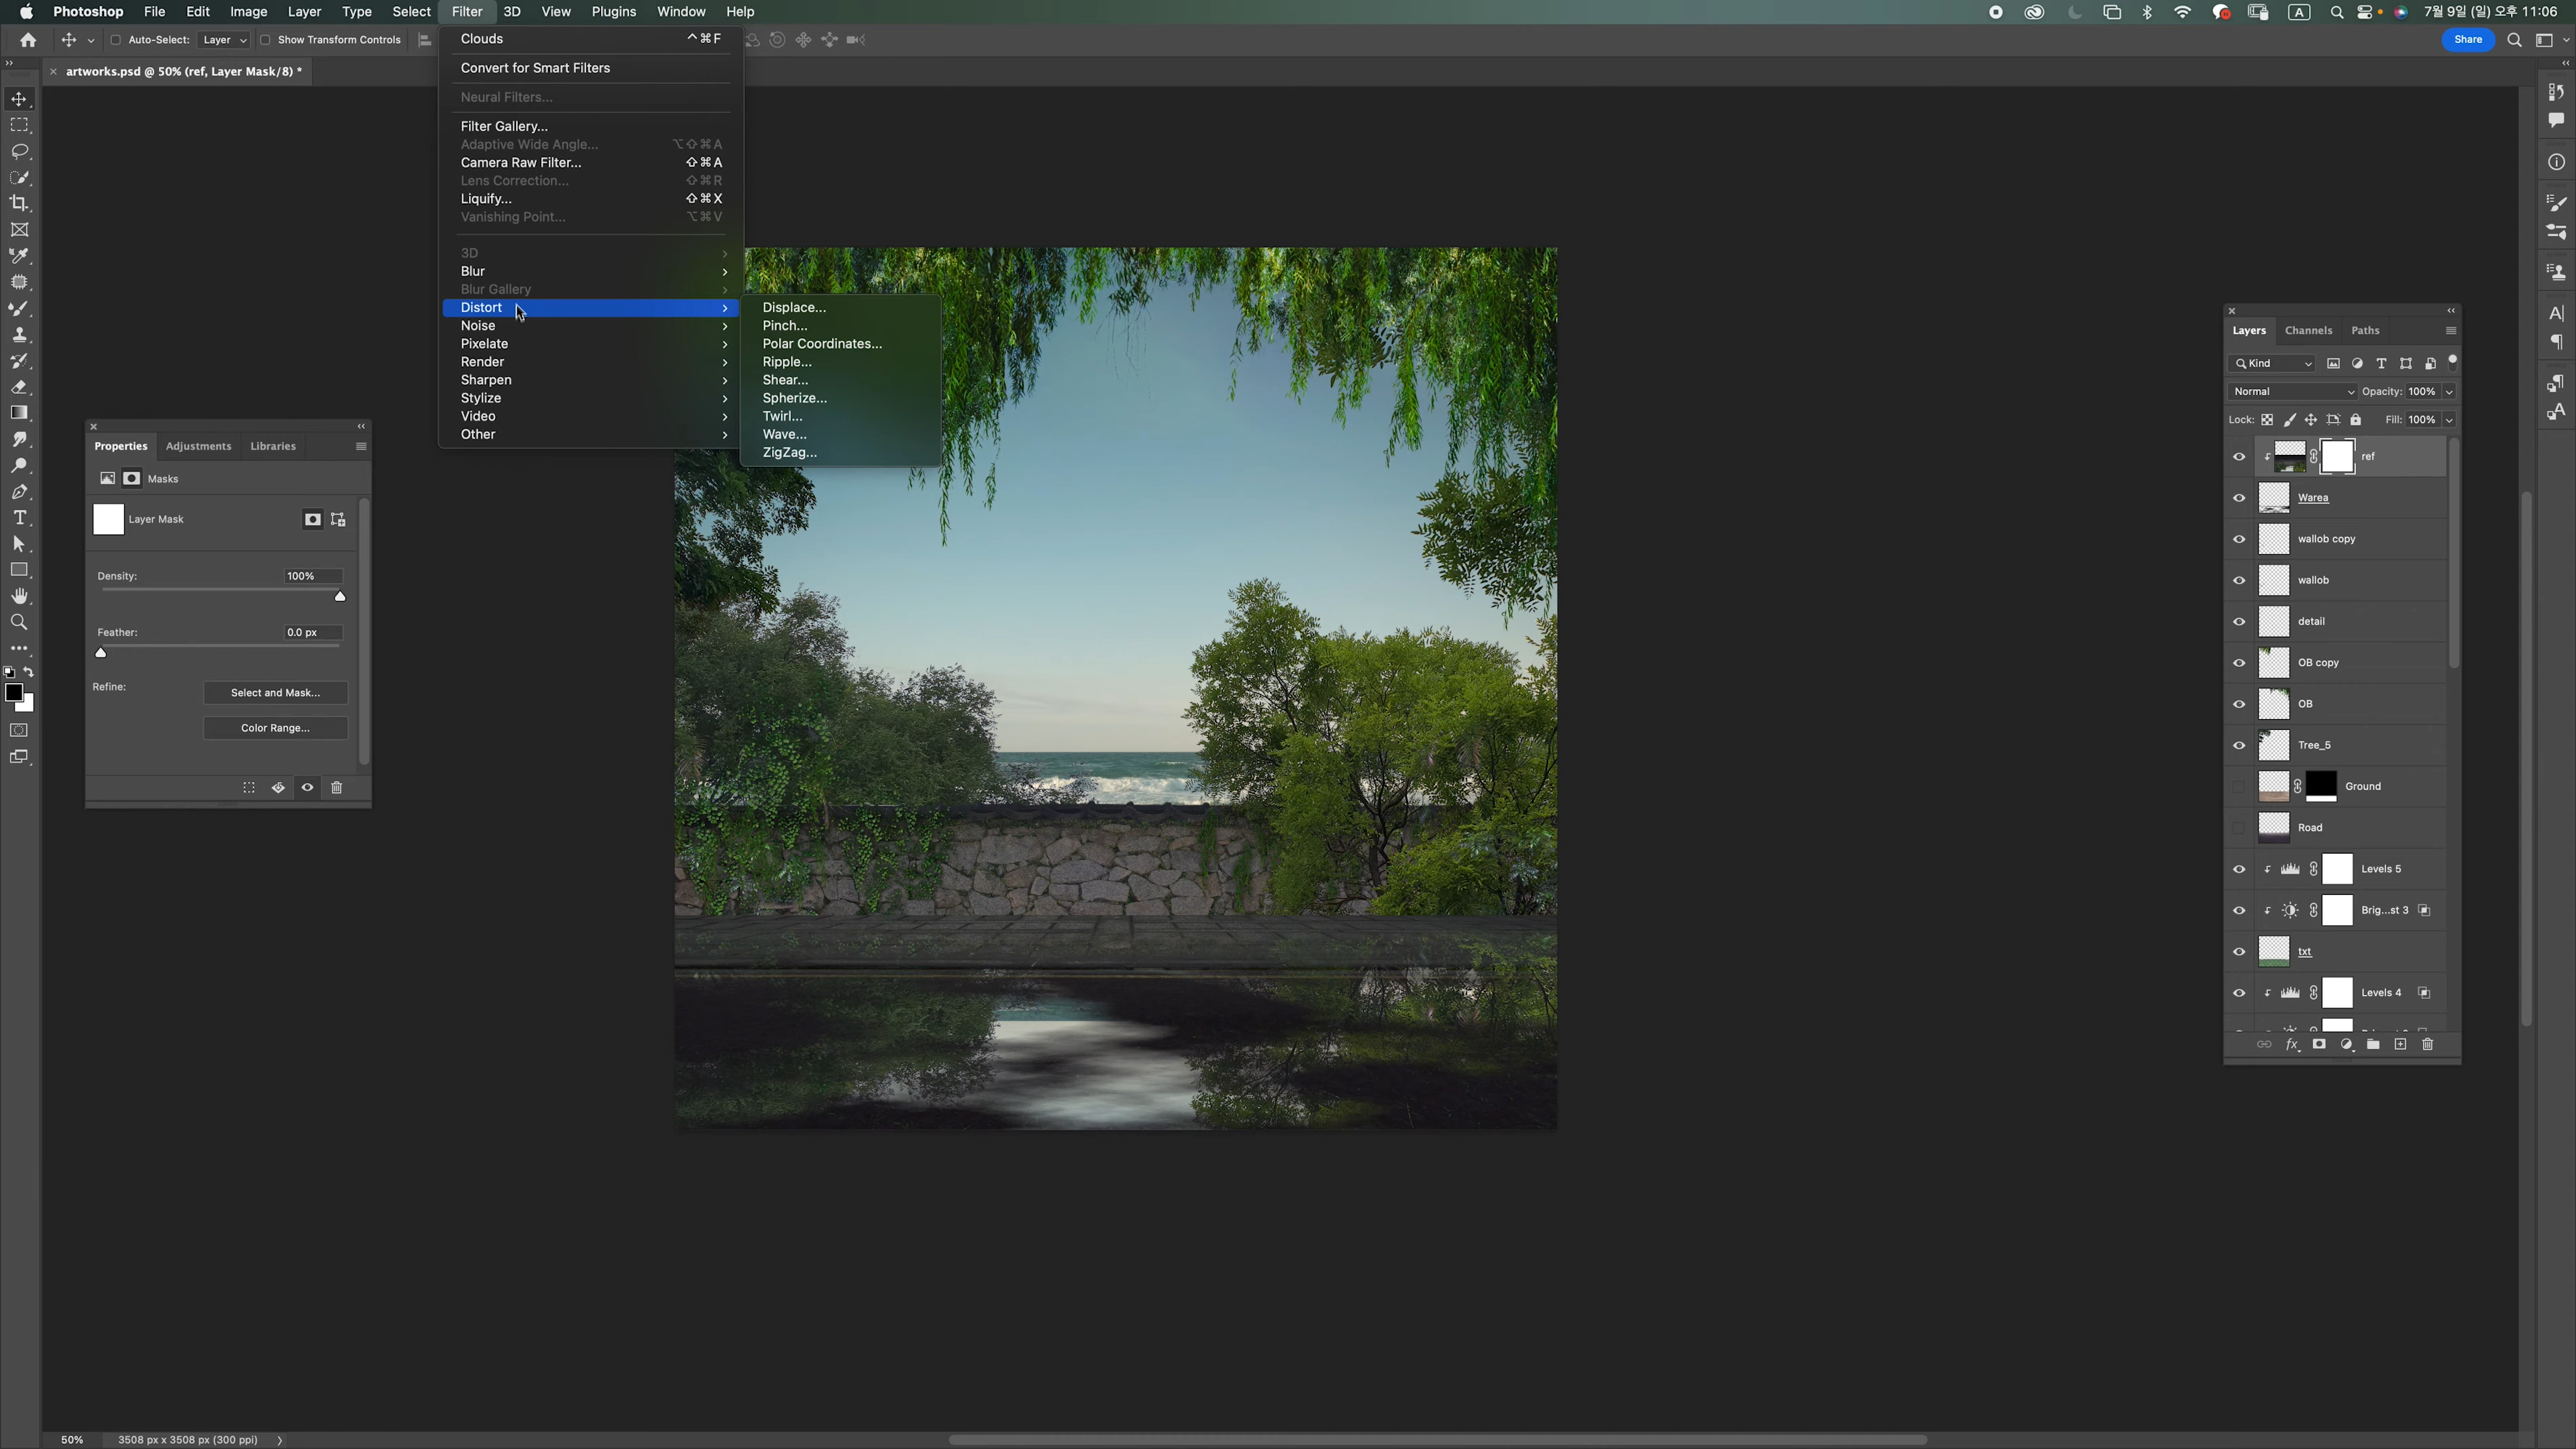 Photoshop File Edit Image Layer Type Select Filter 3D View Plugins Window Help
A 7월 9일 (일) 오후 11:06
Auto-Select: Layer Show Transform Controls
Share
artworks.psd @ 50% (ref, Layer Mask/8) *
Clouds ^⌘F
Convert for Smart Filters
Neural Filters...
Filter Gallery...
Adaptive Wide Angle... ⌥⇧⌘A
Camera Raw Filter... ⇧⌘A
Lens Correction... ⇧⌘R
Liquify... ⇧⌘X
Vanishing Point... ⌥⌘V
3D
Blur
Blur Gallery
Distort
Noise
Pixelate
Render
Sharpen
Stylize
Video
Other
Displace...
Pinch...
Polar Coordinates...
Ripple...
Shear...
Spherize...
Twirl...
Wave...
ZigZag...
Properties Adjustments Libraries
Masks
Layer Mask
Density: 100%
Feather: 0.0 px
Refine: Select and Mask...
Color Range...
Layers Channels Paths
Kind
Normal Opacity: 100%
Lock: Fill: 100%
ref
Warea
wallob copy
wallob
detail
OB copy
OB
Tree_5
Ground
Road
Levels 5
Brig...st 3
txt
Levels 4
50% 3508 px x 3508 px (300 ppi)